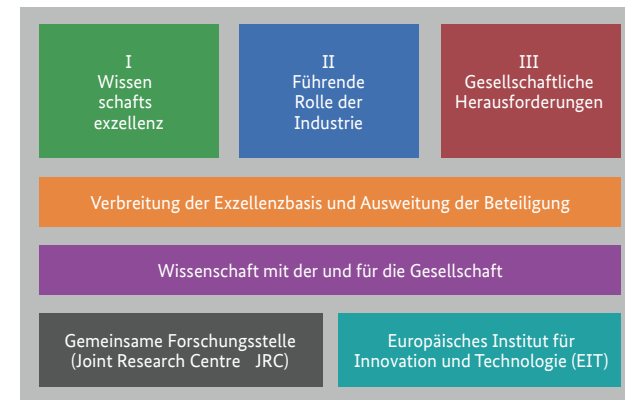 I
Wissen
schafts
exzellenz
II
Führende
Rolle der
Industrie
III
Gesellschaftliche
Herausforderungen
Verbreitung der Exzellenzbasis und Ausweitung der Beteiligung
Wissenschaft mit der und für die Gesellschaft
Gemeinsame Forschungsstelle
(Joint Research Centre JRC)
Europäisches Institut für
Innovation und Technologie (EIT)